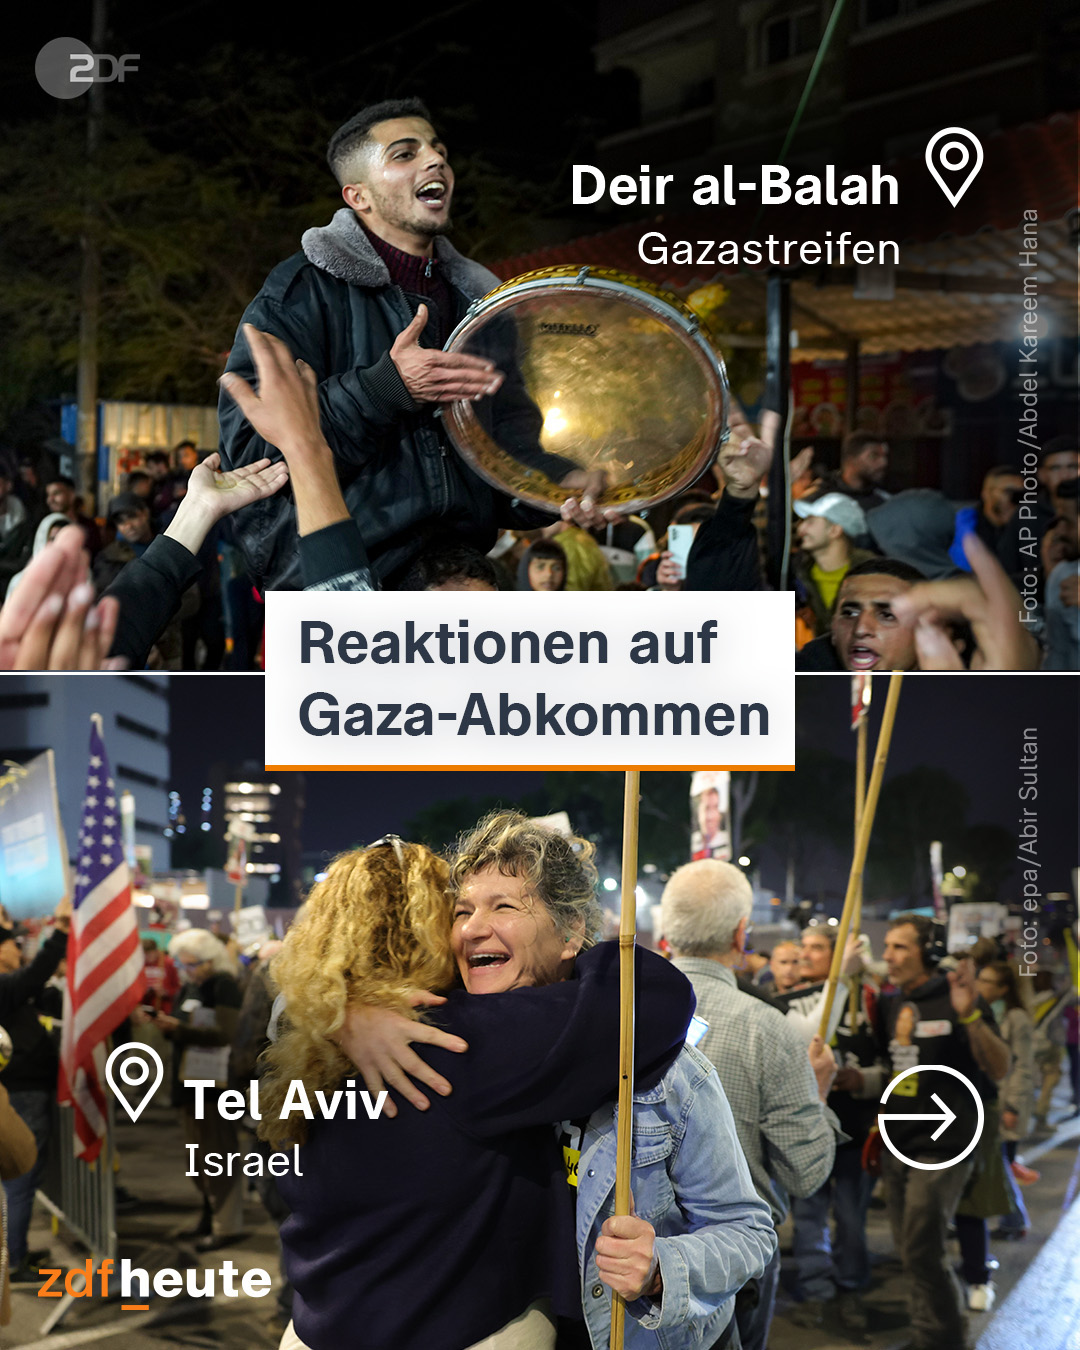 ZDF
Deir al-Balah
Gazastreifen
Foto: AP Photo/Abdel Kareem Hana
Reaktionen auf
Gaza-Abkommen
Foto: epa/Abir Sultan
Tel Aviv
Israel
zdfheute